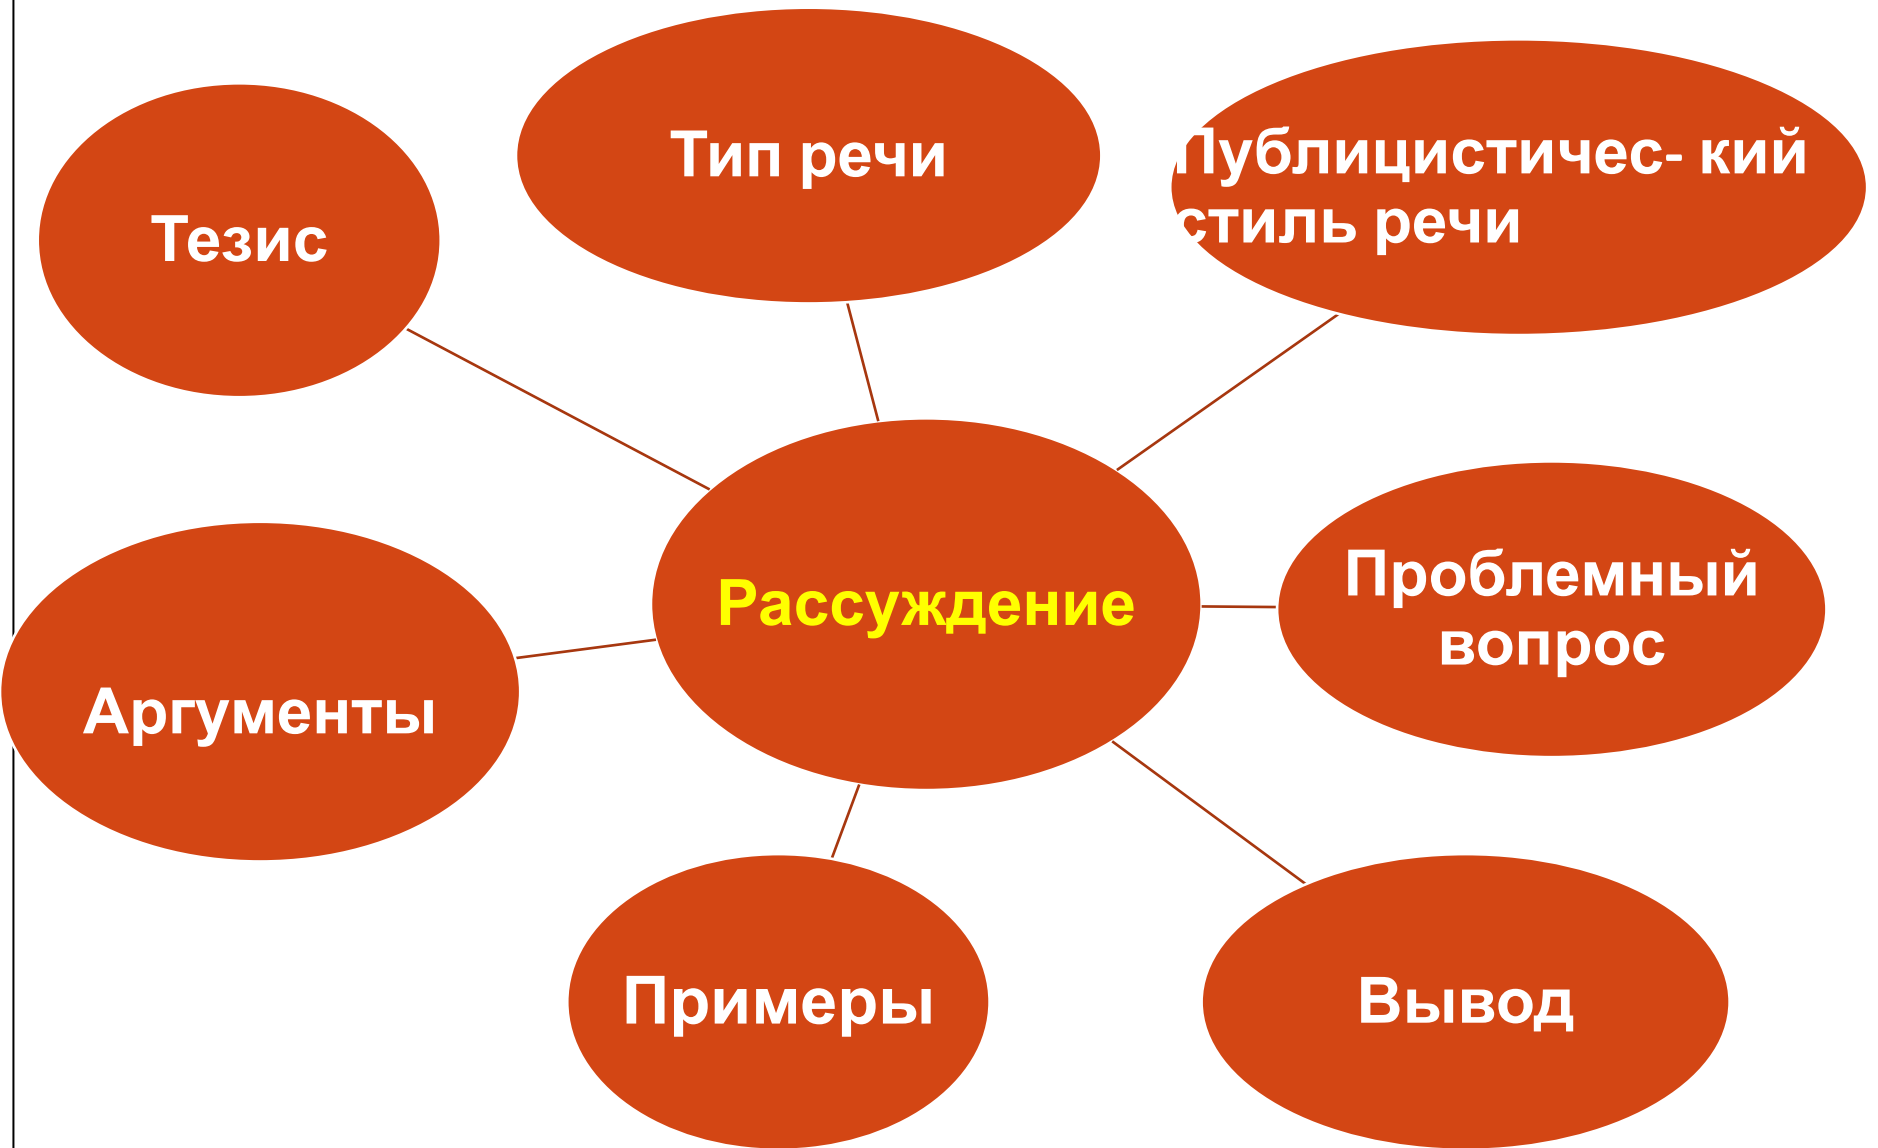 Тип речи
Публицистичес- кий
стиль речи
Тезис
Рассуждение
Проблемный
вопрос
Аргументы
Примеры
Вывод